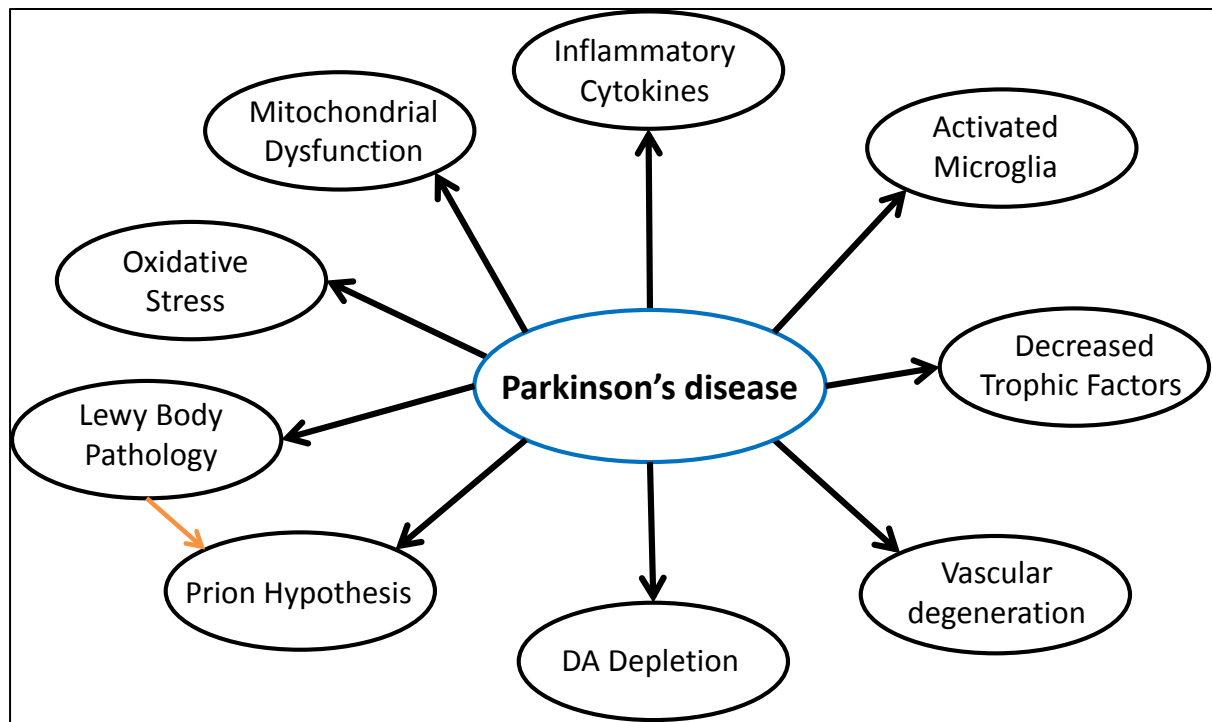 Inflammatory
Cytokines
Mitochondrial
Dysfunction
Activated
Microglia
Oxidative
Stress
Decreased
Trophic Factors
Parkinson’s disease
Lewy Body
Pathology
Prion Hypothesis
Vascular
degeneration
DA Depletion